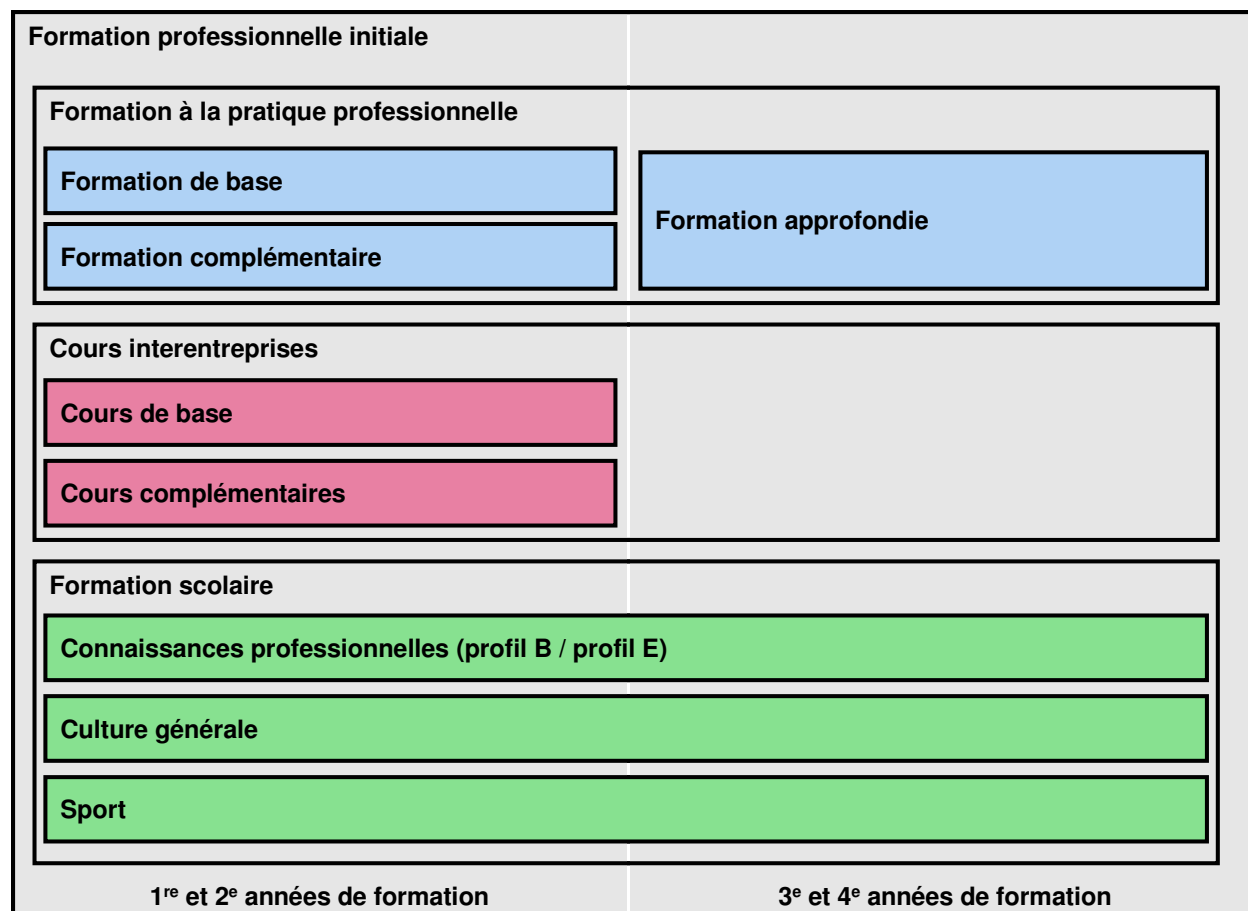 Formation professionnelle initiale
Formation à la pratique professionnelle
Formation de base
Formation complémentaire
Formation approfondie
Cours interentreprises
Cours de base
Cours complémentaires
Formation scolaire
Connaissances professionnelles (profil B / profil E)
Culture générale
Sport
1re et 2e années de formation
3e et 4e années de formation